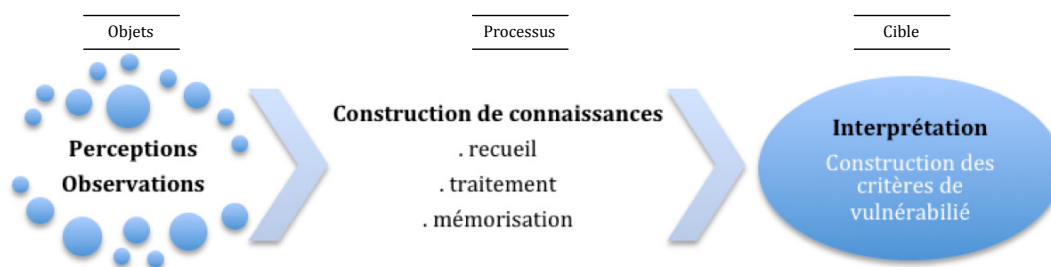 Objets
Processus
Cible
Perceptions
Observations
Construction de connaissances
. recueil
. traitement
. mémorisation
Interprétation
Construction des
critères de
vulnérabilié